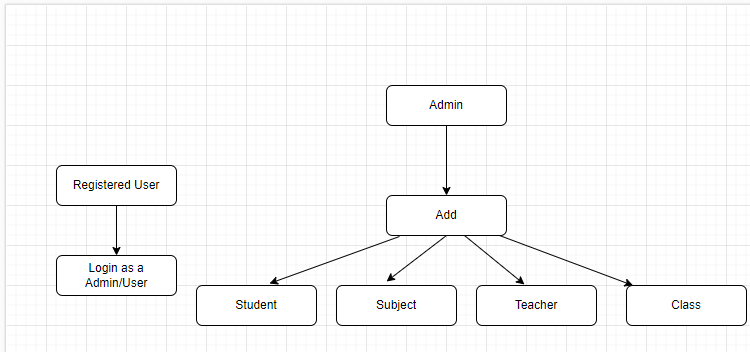 Admin
Registered User
Add
Login as a
Admin/User
Student
Subject
Teacher
Class